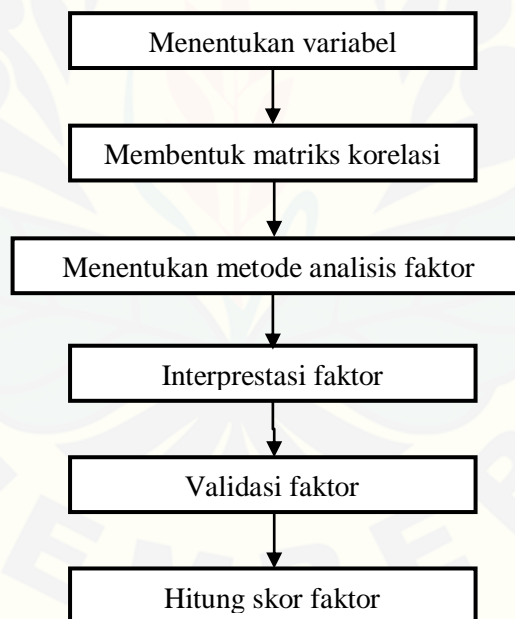 Menentukan variabel
Membentuk matriks korelasi
Menentukan metode analisis faktor
Interprestasi faktor
Validasi faktor
Hitung skor faktor